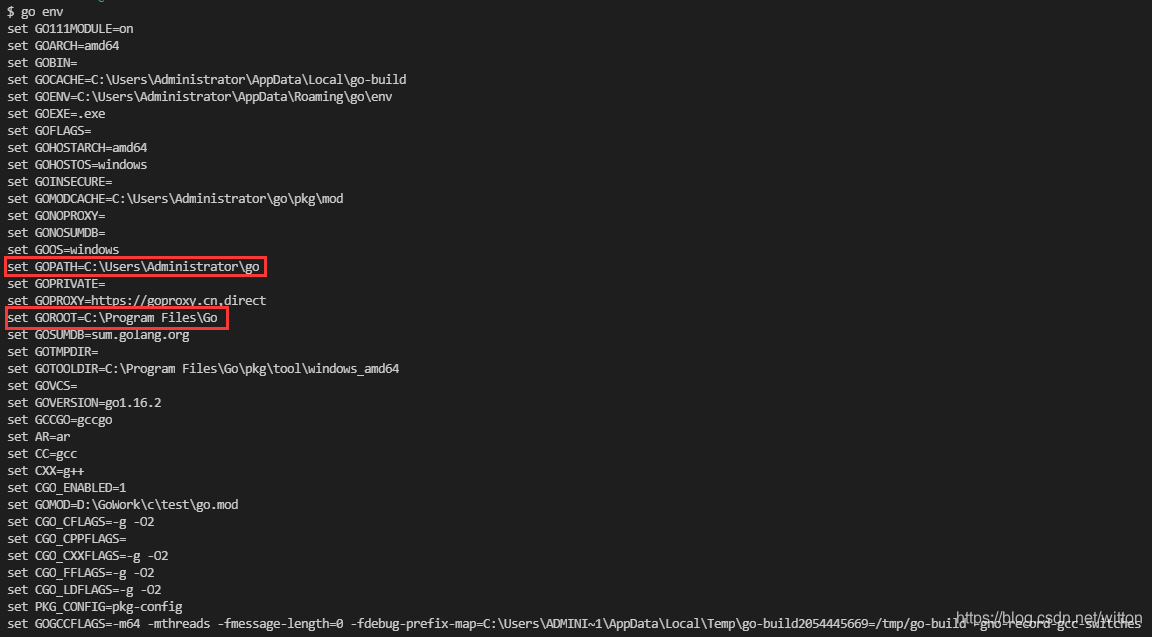 $ go env
set GO111MODULE=on
set GOARCH=amd64
set GOBIN=
set GOCACHE=C:\Users\Administrator\AppData\Local\go-build
set GOENV=C:\Users\Administrator\AppData\Roaming\go\env
set GOEXE=.exe
set GOFLAGS=
set GOHOSTARCH=amd64
set GOHOSTOS=windows
set GOINSECURE=
set GOMODCACHE=C:\Users\Administrator\go\pkg\mod
set GONOPROXY=
set GONOSUMDB=
set GOOS=windows
set GOPATH=C:\Users\Administrator\go
set GOPRIVATE=
set GOPROXY=https://goproxy.cn,direct
set GOROOT=C:\Program Files\Go
set GOSUMDB=sum.golang.org
set GOTMPDIR=
set GOTOOLDIR=C:\Program Files\Go\pkg\tool\windows_amd64
set GOVCS=
set GOVERSION=go1.16.2
set GCCGO=gccgo
set AR=ar
set CC=gcc
set CXX=g++
set CGO_ENABLED=1
set GOMOD=D:\GoWork\c\test\go.mod
set CGO_CFLAGS=-g -O2
set CGO_CPPFLAGS=
set CGO_CXXFLAGS=-g -O2
set CGO_FFLAGS=-g -O2
set CGO_LDFLAGS=-g -O2
set PKG_CONFIG=pkg-config
set GOGCCFLAGS=-m64 -mthreads -fmessage-length=0 -fdebug-prefix-map=C:\Users\ADMINI~1\AppData\Local\Temp\go-build2054445669=/tmp/go-build -gno-record-gcc-switches
https://blog.csdn.net/witton